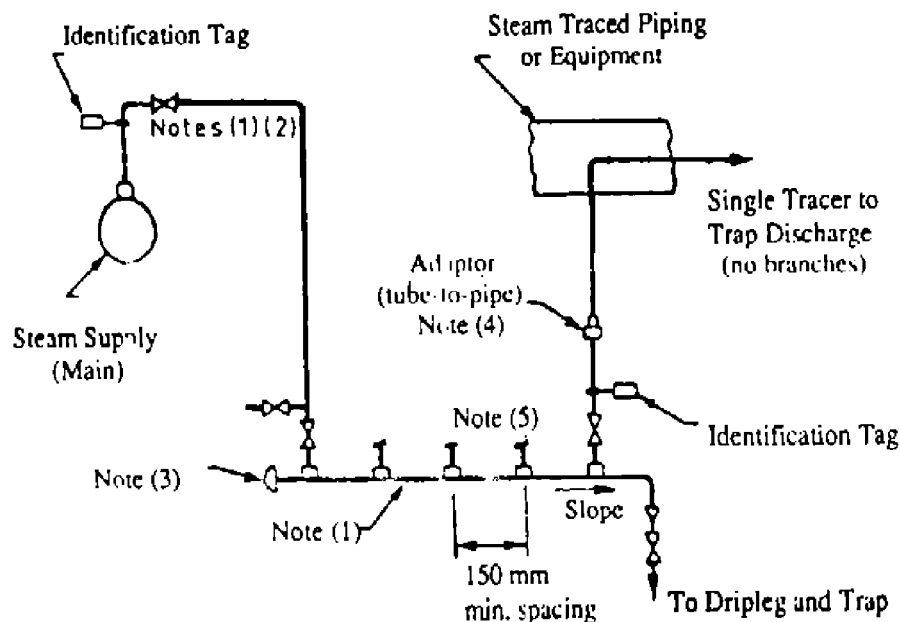 Identification Tag
Notes (1) (2)
Steam Supply
(Main)
Steam Traced Piping
or Equipment
Single Tracer to
Trap Discharge
(no branches)
Adaptor
(tube-to-pipe)
Note (4)
Identification Tag
Note (5)
Note (3)
Note (1)
Slope
150 mm
min. spacing
To Dripleg and Trap